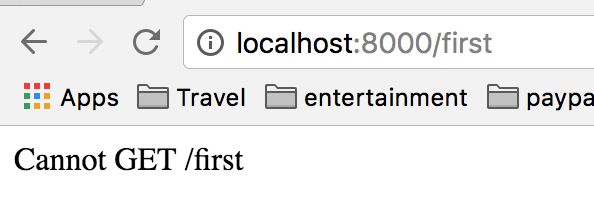 localhost:8000/first
Apps Travel entertainment paypa
Cannot GET /first